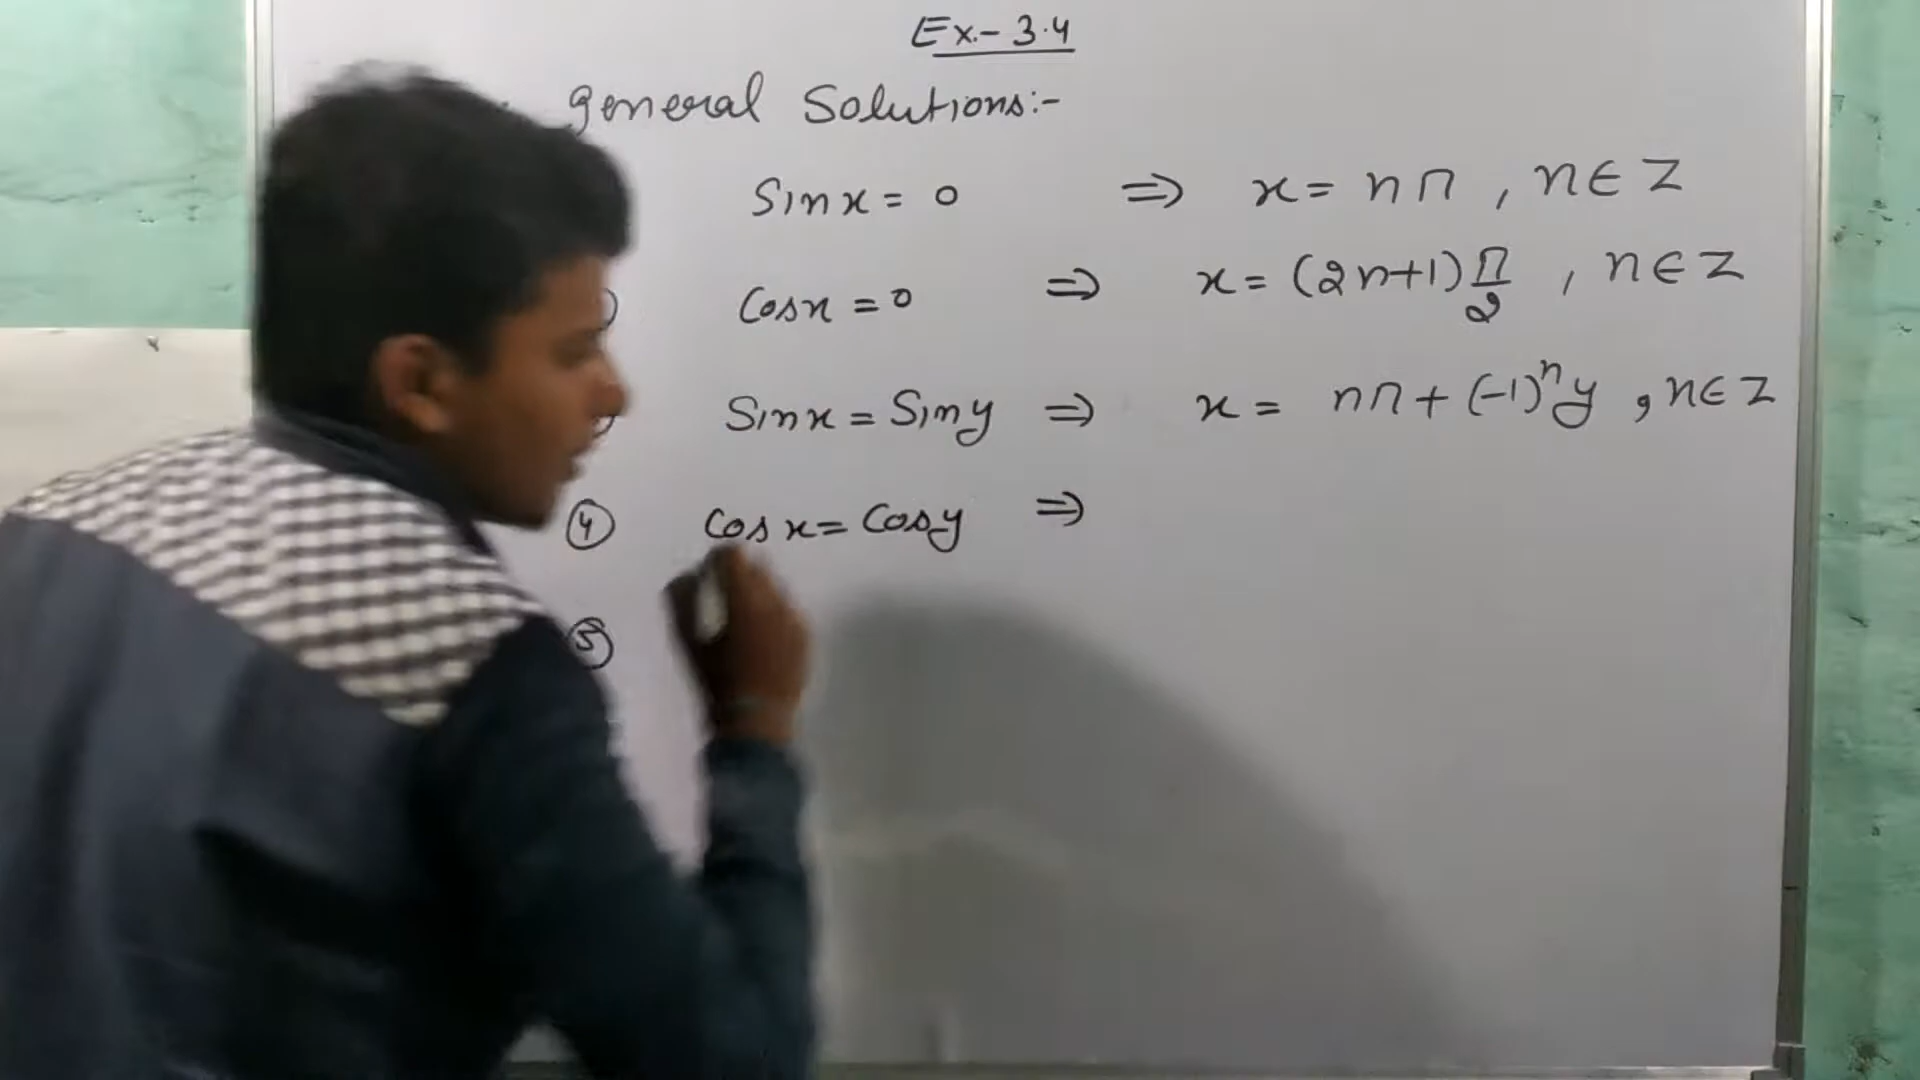 Ex.- 3.4
general Solutions:-
Sin x = 0 ⇒ x = nπ , n ∈ Z
Cosx = 0 ⇒ x = (2n+1) π/2 , n ∈ Z
Sinx = Siny ⇒ x = nπ + (-1)ⁿy , n ∈ Z
④ Cos x = Cosy ⇒
⑤